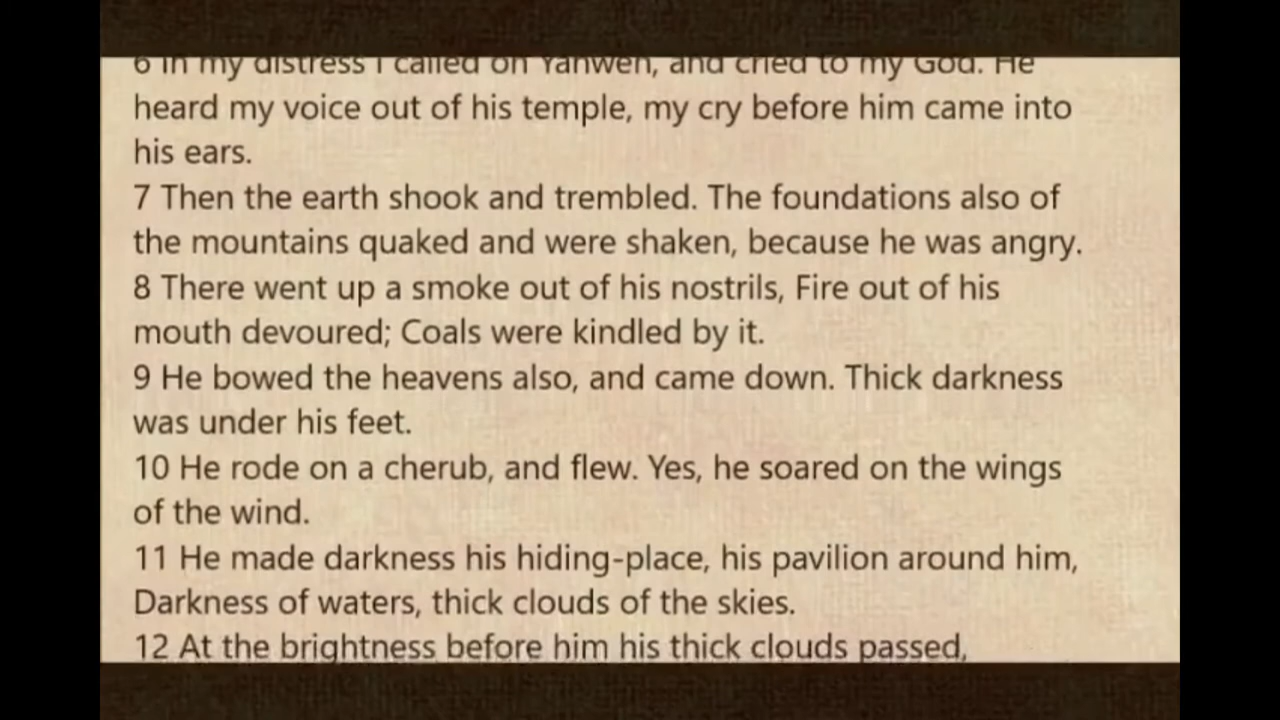 6 In my distress I called on Yahweh, and cried to my God. He
heard my voice out of his temple, my cry before him came into
his ears.
7 Then the earth shook and trembled. The foundations also of
the mountains quaked and were shaken, because he was angry.
8 There went up a smoke out of his nostrils, Fire out of his
mouth devoured; Coals were kindled by it.
9 He bowed the heavens also, and came down. Thick darkness
was under his feet.
10 He rode on a cherub, and flew. Yes, he soared on the wings
of the wind.
11 He made darkness his hiding-place, his pavilion around him,
Darkness of waters, thick clouds of the skies.
12 At the brightness before him his thick clouds passed,